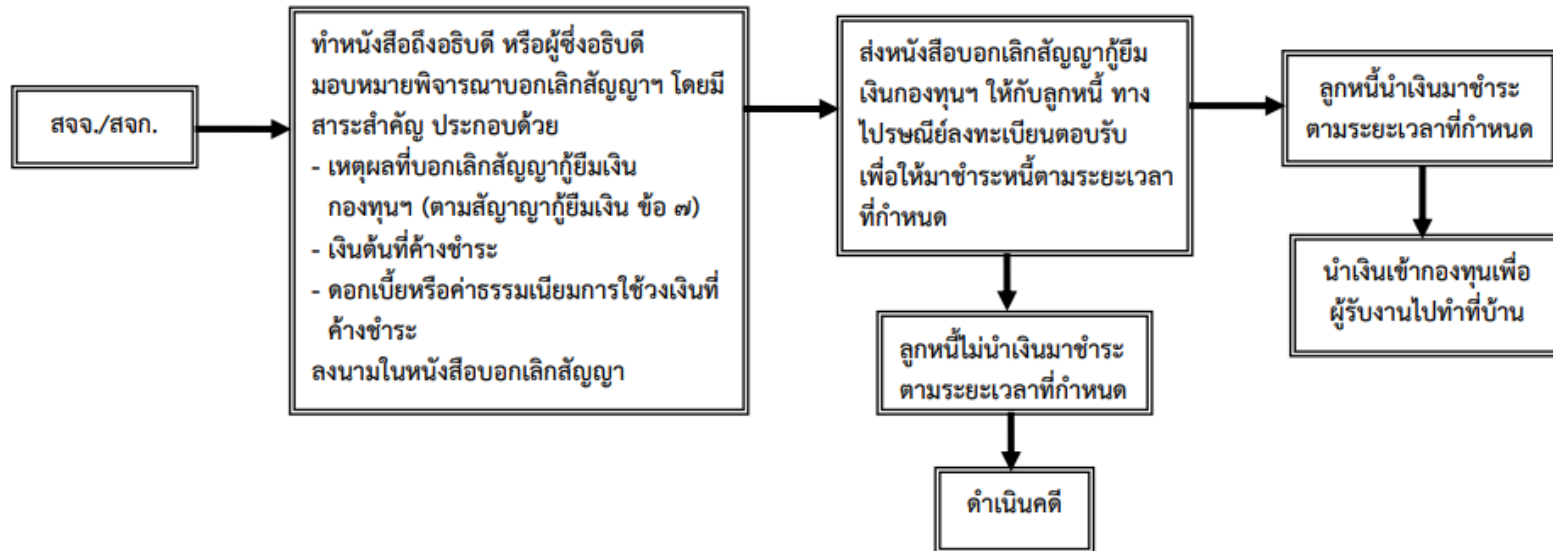 สจจ./สจก.
ทำหนังสือถึงอธิบดี หรือผู้ซึ่งอธิบดี
มอบหมายพิจารณาบอกเลิกสัญญาฯ โดยมี
สาระสำคัญ ประกอบด้วย
- เหตุผลที่บอกเลิกสัญญากู้ยืมเงิน
กองทุนฯ (ตามสัญาญากู้ยืมเงิน ข้อ ๗)
- เงินต้นที่ค้างชำระ
- ดอกเบี้ยหรือค่าธรรมเนียมการใช้วงเงินที่
ค้างชำระ
ลงนามในหนังสือบอกเลิกสัญญา
ส่งหนังสือบอกเลิกสัญญากู้ยืม
เงินกองทุนฯ ให้กับลูกหนี้ ทาง
ไปรษณีย์ลงทะเบียนตอบรับ
เพื่อให้มาชำระหนี้ตามระยะเวลา
ที่กำหนด
ลูกหนี้นำเงินมาชำระ
ตามระยะเวลาที่กำหนด
นำเงินเข้ากองทุนเพื่อ
ผู้รับงานไปทำที่บ้าน
ลูกหนี้ไม่นำเงินมาชำระ
ตามระยะเวลาที่กำหนด
ดำเนินคดี